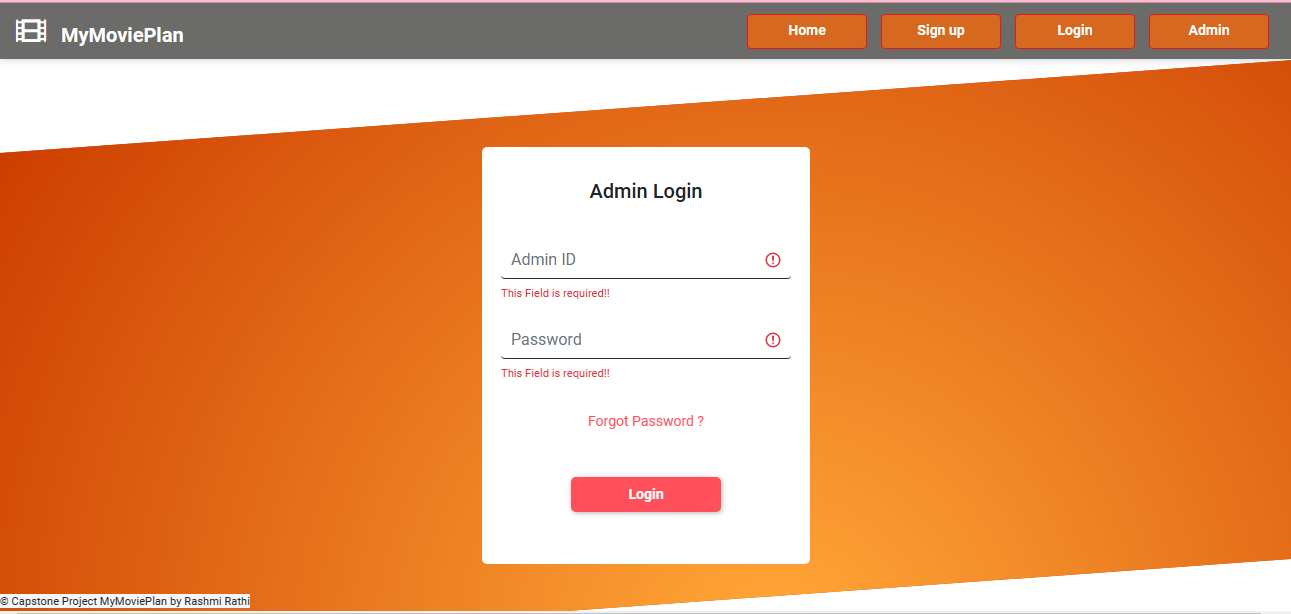 MyMoviePlan
Home
Sign up
Login
Admin
Admin Login
Admin ID
This Field is required!!
Password
This Field is required!!
Forgot Password ?
Login
© Capstone Project MyMoviePlan by Rashmi Rathi